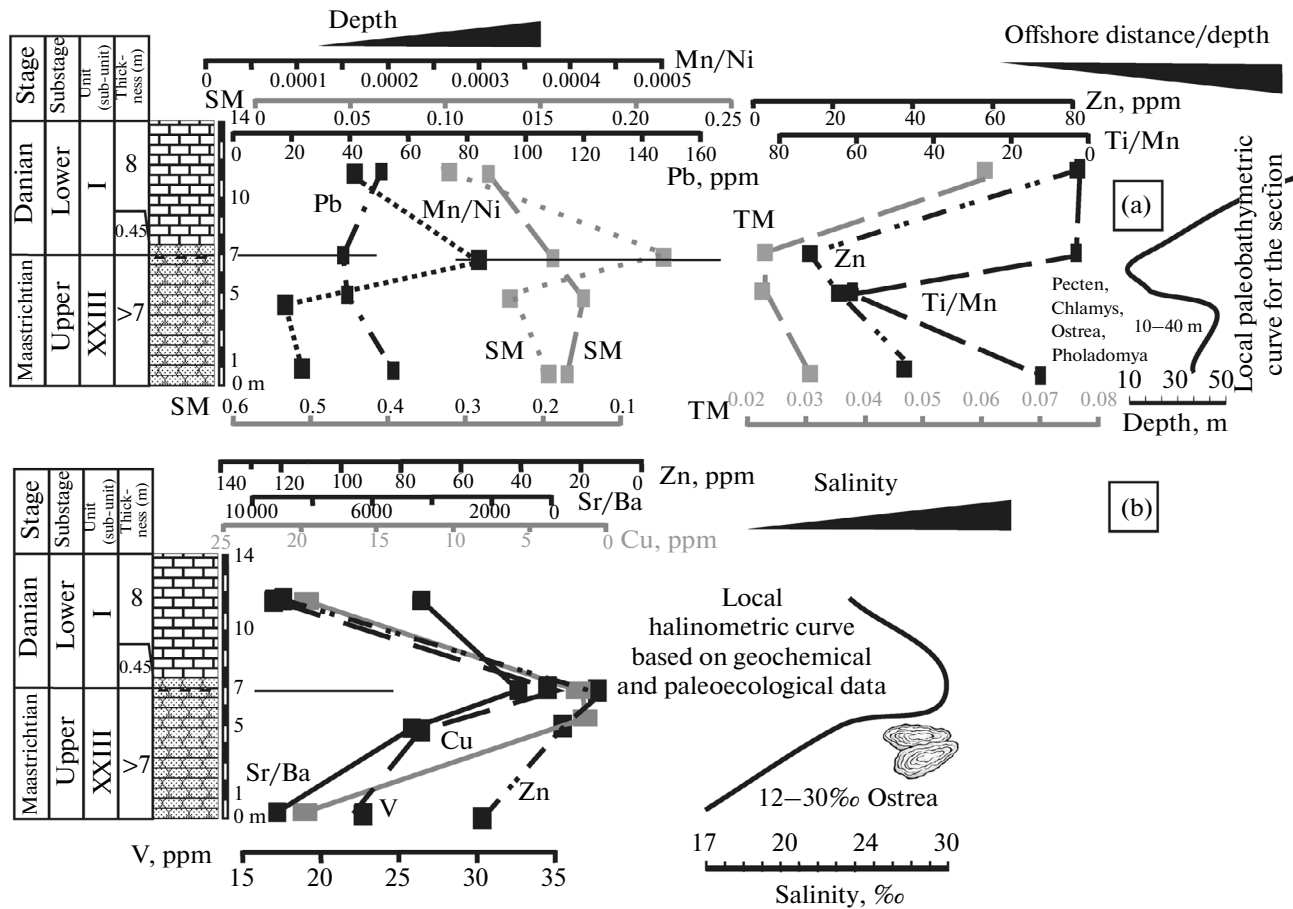 Depth
Offshore distance/depth
0 0.0001 0.0002 0.0003 0.0004 0.0005
Mn/Ni
SM
0 0.05 0.10 015 0.20 0.25
0 20 40 60 80
Zn, ppm
0 20 40 60 80 100 120 140 160
Pb, ppm
80 60 40 20 0
Ti/Mn
Stage
Substage
Unit
(sub-unit)
Thick-
ness (m)
Danian
Lower
I
8
0.45
Maastrichtian
Upper
XXIII
>7
14
10
7
5
1
0 m
Pb
Mn/Ni
SM
SM
TM
Zn
Ti/Mn
(a)
Pecten,
Chlamys,
Ostrea,
Pholadomya
10–40 m
Local paleobathymetric
curve for the section
10 30 50
Depth, m
SM
0.6 0.5 0.4 0.3 0.2 0.1
TM
0.02 0.03 0.04 0.05 0.06 0.07 0.08
140 120 100 80 60 40 20 0
Zn, ppm
10000 6000 2000 0
Sr/Ba
25 20 15 10 5 0
Cu, ppm
Salinity
(b)
Stage
Substage
Unit
(sub-unit)
Thick-
ness (m)
Danian
Lower
I
8
0.45
Maastrichtian
Upper
XXIII
>7
14
10
7
5
1
0 m
Sr/Ba
V
Cu
Zn
Local
halinometric curve
based on geochemical
and paleoecological data
12–30‰ Ostrea
V, ppm
15 20 25 30 35
17 20 24 26 30
Salinity, ‰